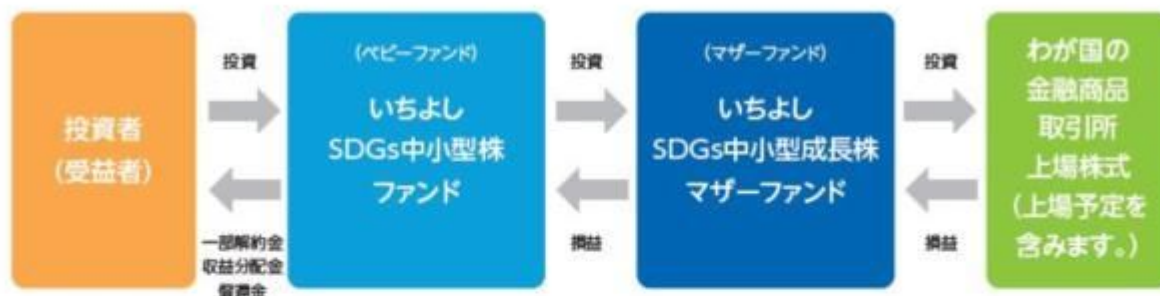 投資者
(受益者)
投資
一部解約金
収益分配金
償還金
(ベビーファンド)
いちよし
SDGs中小型株
ファンド
投資
損益
(マザーファンド)
いちよし
SDGs中小型成長株
マザーファンド
投資
損益
わが国の
金融商品
取引所
上場株式
(上場予定を
含みます。)